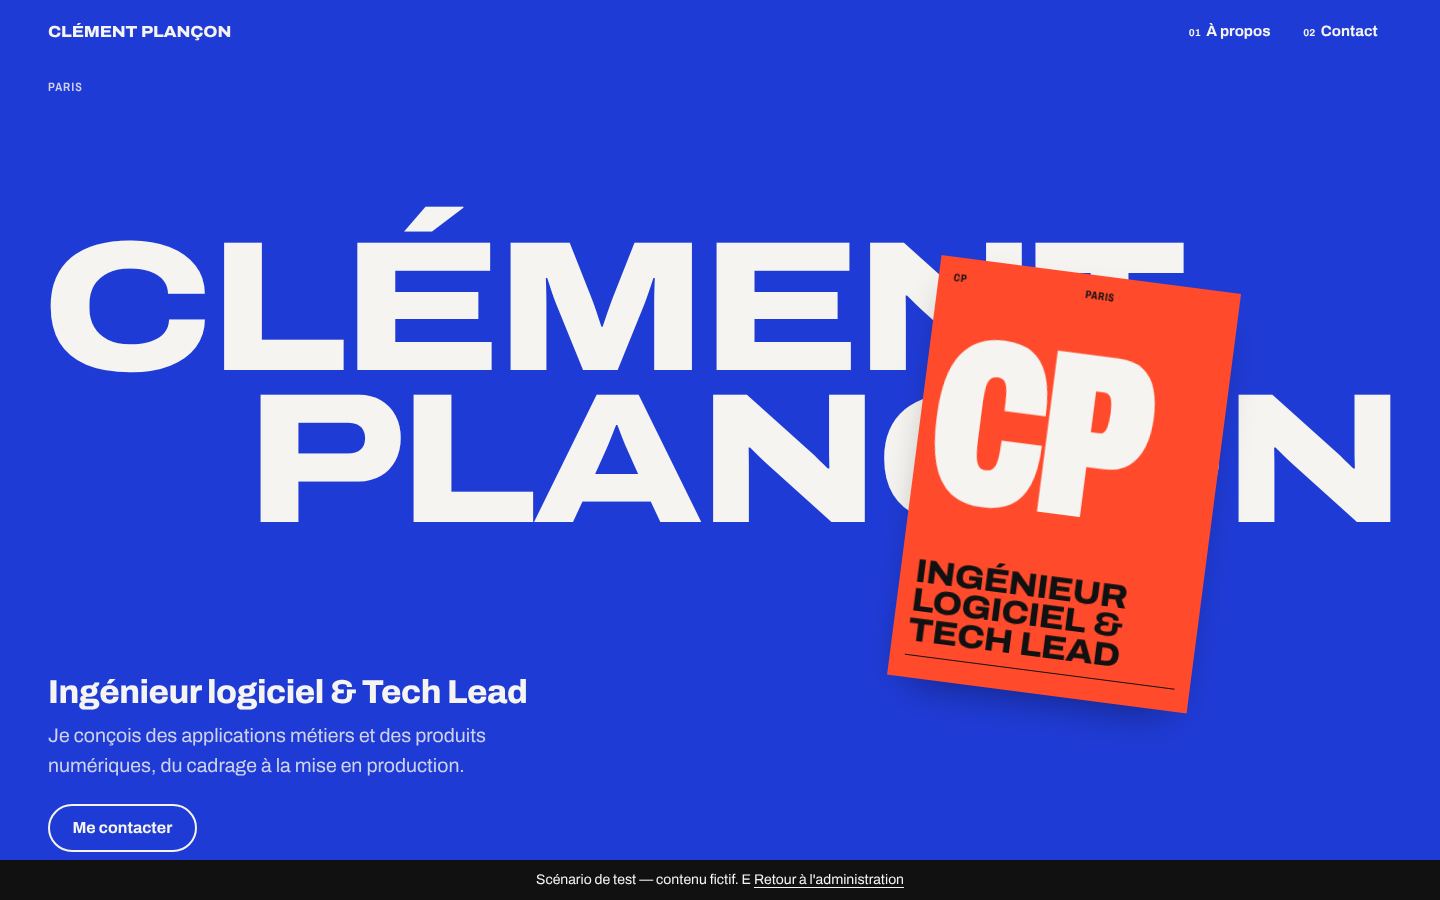 CLÉMENT PLANÇON
01 À propos
02 Contact
PARIS
CLÉMENT
PLANÇON
CP
PARIS
CP
INGÉNIEUR
LOGICIEL &
TECH LEAD
Ingénieur logiciel & Tech Lead
Je conçois des applications métiers et des produits
numériques, du cadrage à la mise en production.
Me contacter
Scénario de test — contenu fictif. E Retour à l'administration